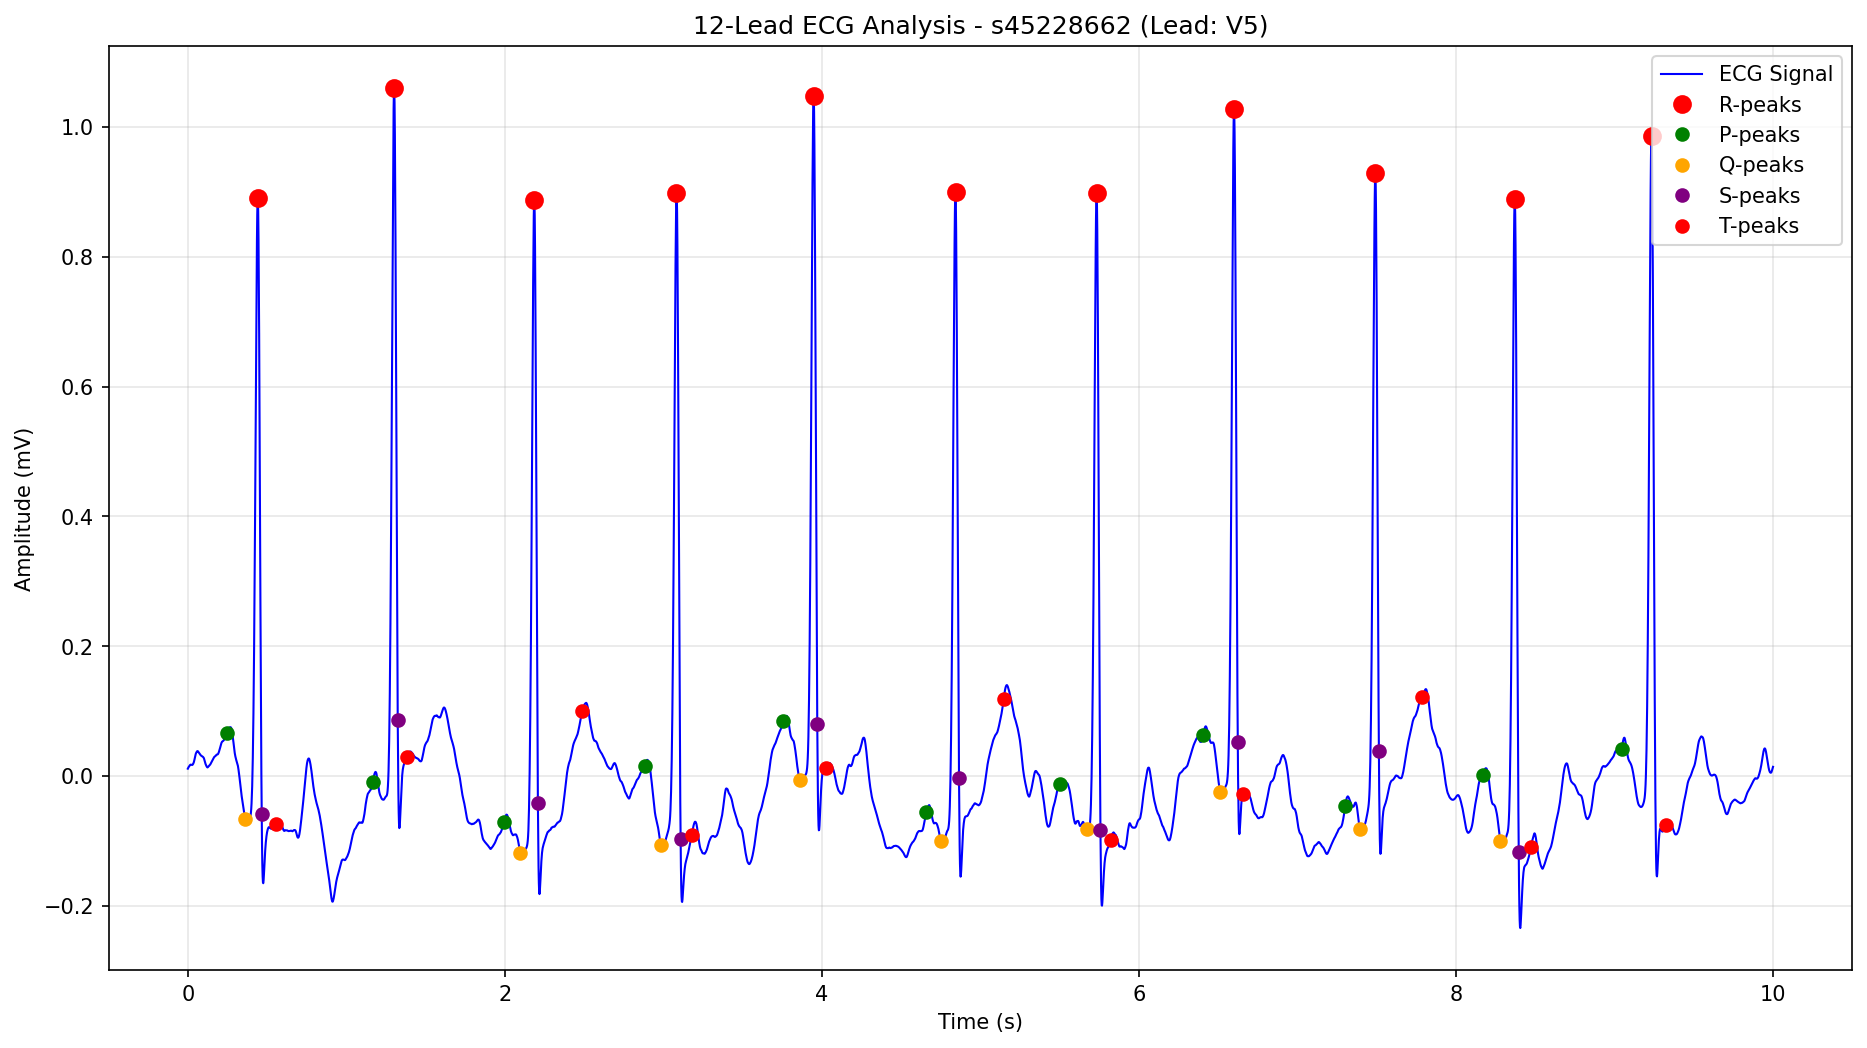 12-Lead ECG Analysis - s45228662 (Lead: V5)
ECG Signal
R-peaks
P-peaks
Q-peaks
S-peaks
T-peaks
Amplitude (mV)
1.0
0.8
0.6
0.4
0.2
0.0
−0.2
0 2 4 6 8 10
Time (s)